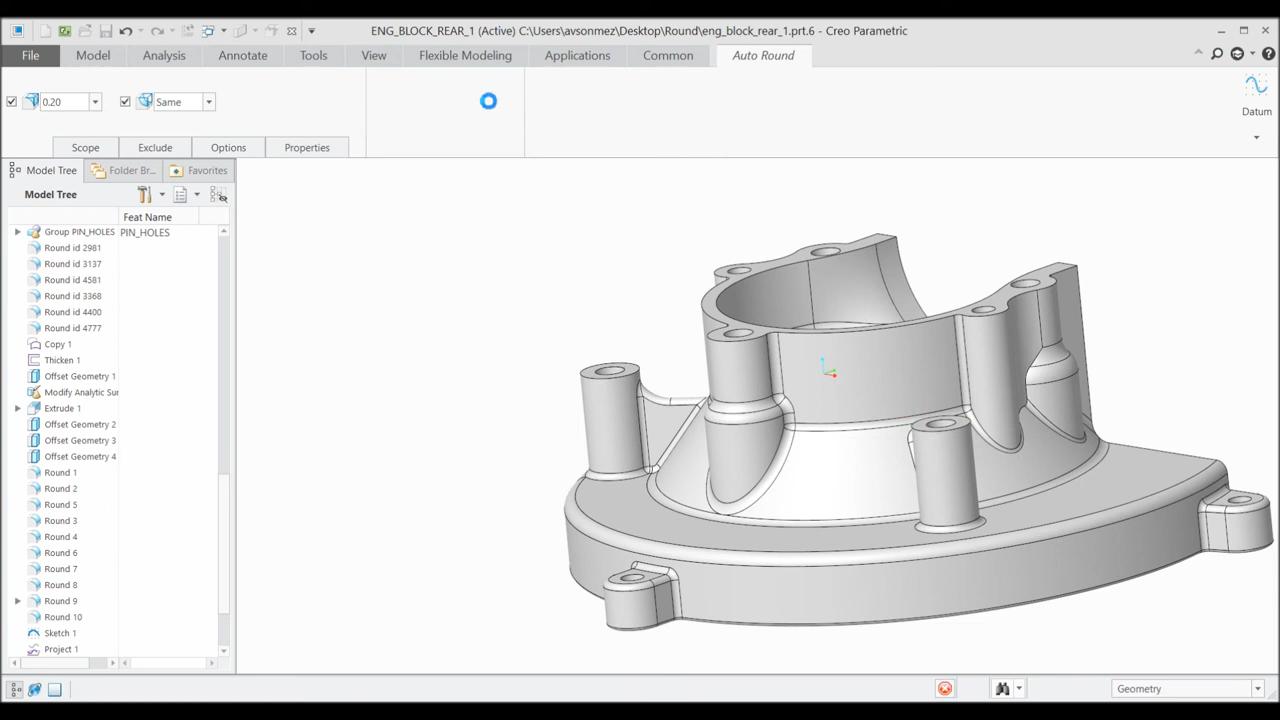 ENG_BLOCK_REAR_1 (Active) C:\Users\avsonmez\Desktop\Round\eng_block_rear_1.prt.6 - Creo Parametric
File Model Analysis Annotate Tools View Flexible Modeling Applications Common Auto Round
0.20 Same
Datum
Scope Exclude Options Properties
Model Tree Folder Br... Favorites
Model Tree
Feat Name
Group PIN_HOLES PIN_HOLES
Round id 2981
Round id 3137
Round id 4581
Round id 3368
Round id 4400
Round id 4777
Copy 1
Thicken 1
Offset Geometry 1
Modify Analytic Sur
Extrude 1
Offset Geometry 2
Offset Geometry 3
Offset Geometry 4
Round 1
Round 2
Round 5
Round 3
Round 4
Round 6
Round 7
Round 8
Round 9
Round 10
Sketch 1
Project 1
Geometry